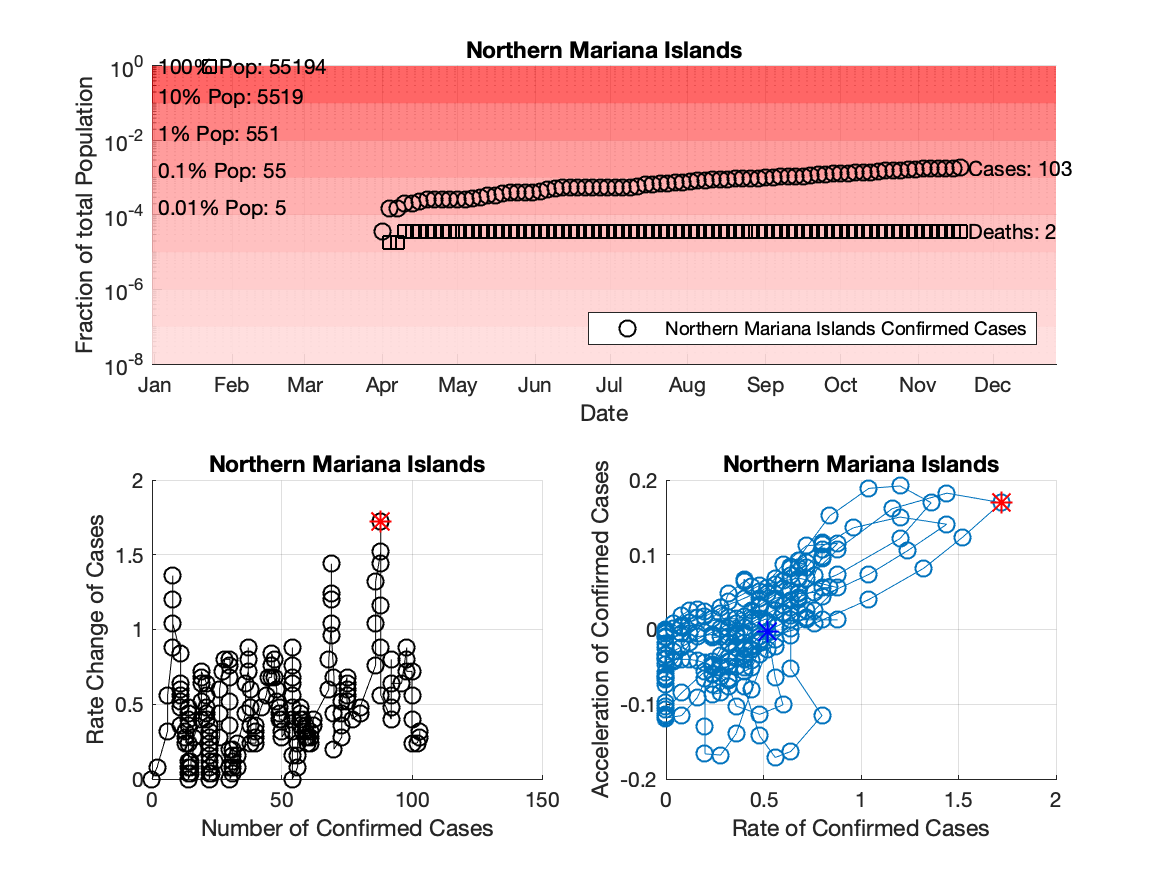 Northern Mariana Islands
Fraction of total Population
10^0
10^-2
10^-4
10^-6
10^-8
100% Pop: 55194
10% Pop: 5519
1% Pop: 551
0.1% Pop: 55
0.01% Pop: 5
Cases: 103
Deaths: 2
Northern Mariana Islands Confirmed Cases
Jan Feb Mar Apr May Jun Jul Aug Sep Oct Nov Dec
Date
Northern Mariana Islands
Rate Change of Cases
2
1.5
1
0.5
0
0 50 100 150
Number of Confirmed Cases
Northern Mariana Islands
Acceleration of Confirmed Cases
0.2
0.1
0
-0.1
-0.2
0 0.5 1 1.5 2
Rate of Confirmed Cases